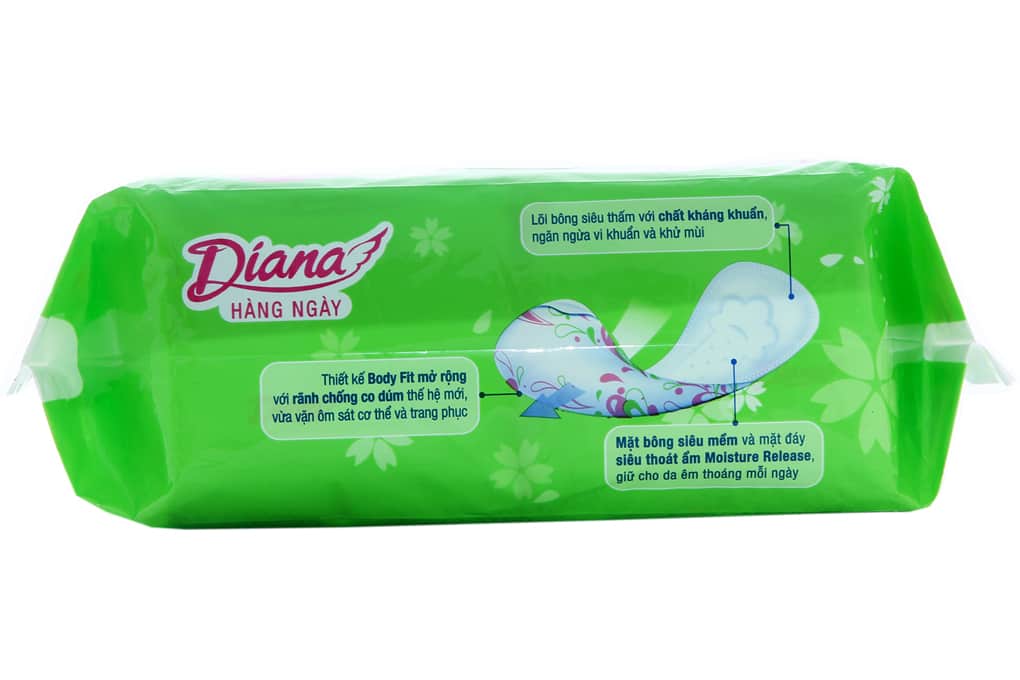 Diana
HÀNG NGÀY
Lõi bông siêu thấm với chất kháng khuẩn,
ngăn ngừa vi khuẩn và khử mùi
Thiết kế Body Fit mở rộng
với rãnh chống co dúm thế hệ mới,
vừa vặn ôm sát cơ thể và trang phục
Mặt bông siêu mềm và mặt đáy
siêu thoát ẩm Moisture Release,
giữ cho da êm thoáng mỗi ngày